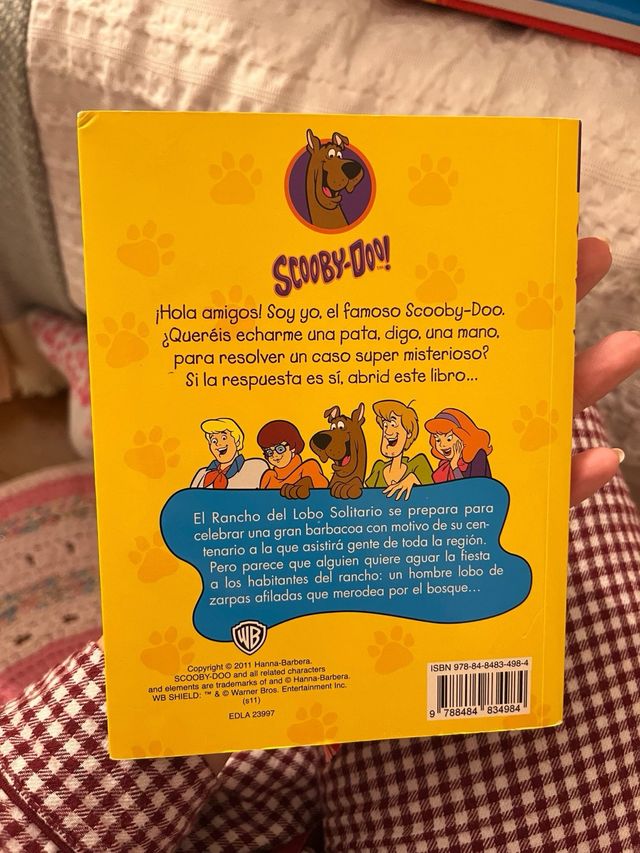 SCOOBY-DOO!
¡Hola amigos! Soy yo, el famoso Scooby-Doo.
¿Queréis echarme una pata, digo, una mano,
para resolver un caso super misterioso?
Si la respuesta es sí, abrid este libro...
El Rancho del Lobo Solitario se prepara para
celebrar una gran barbacoa con motivo de su cen-
tenario a la que asistirá gente de toda la región.
Pero parece que alguien quiere aguar la fiesta
a los habitantes del rancho: un hombre lobo de
zarpas afiladas que merodea por el bosque...
WB
Copyright © 2011 Hanna-Barbera.
SCOOBY-DOO and all related characters
and elements are trademarks of and © Hanna-Barbera.
WB SHIELD: ™ & © Warner Bros. Entertainment Inc.
(s11)
EDLA 23997
ISBN 978-84-8483-498-4
9 788484 834984